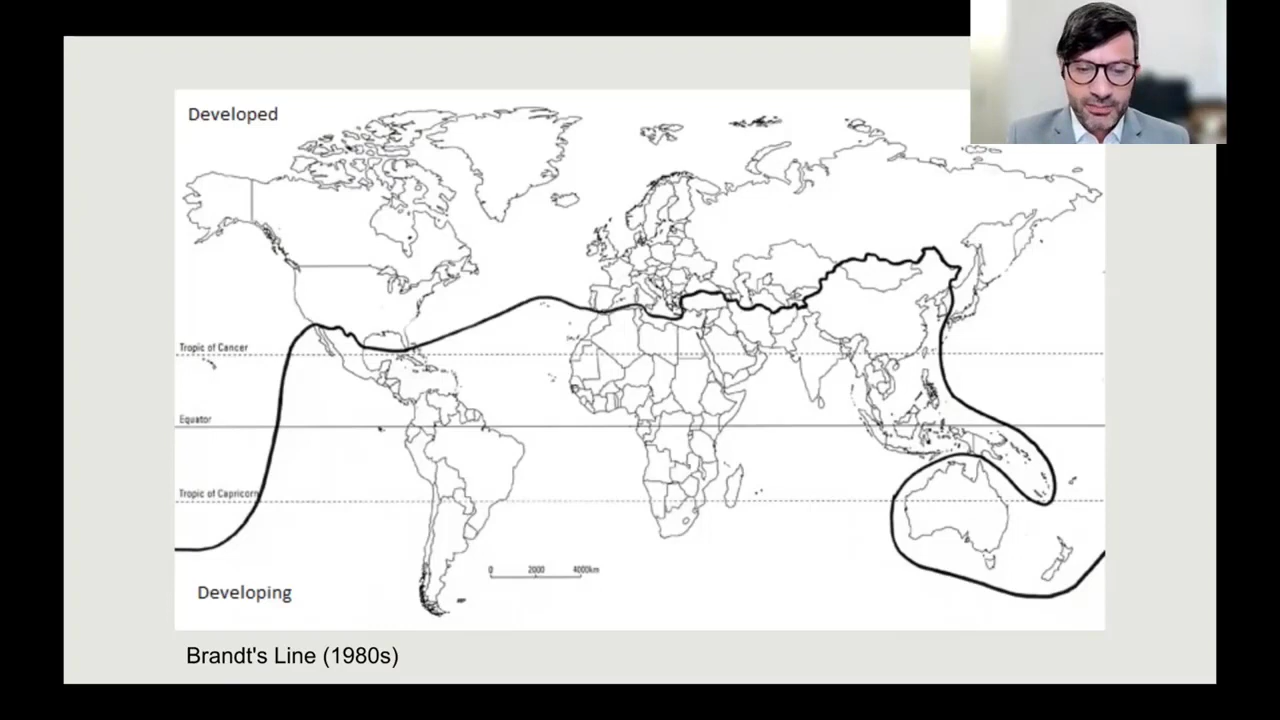 Developed
Tropic of Cancer
Equator
Tropic of Capricorn
0 2000 4000km
Developing
Brandt's Line (1980s)